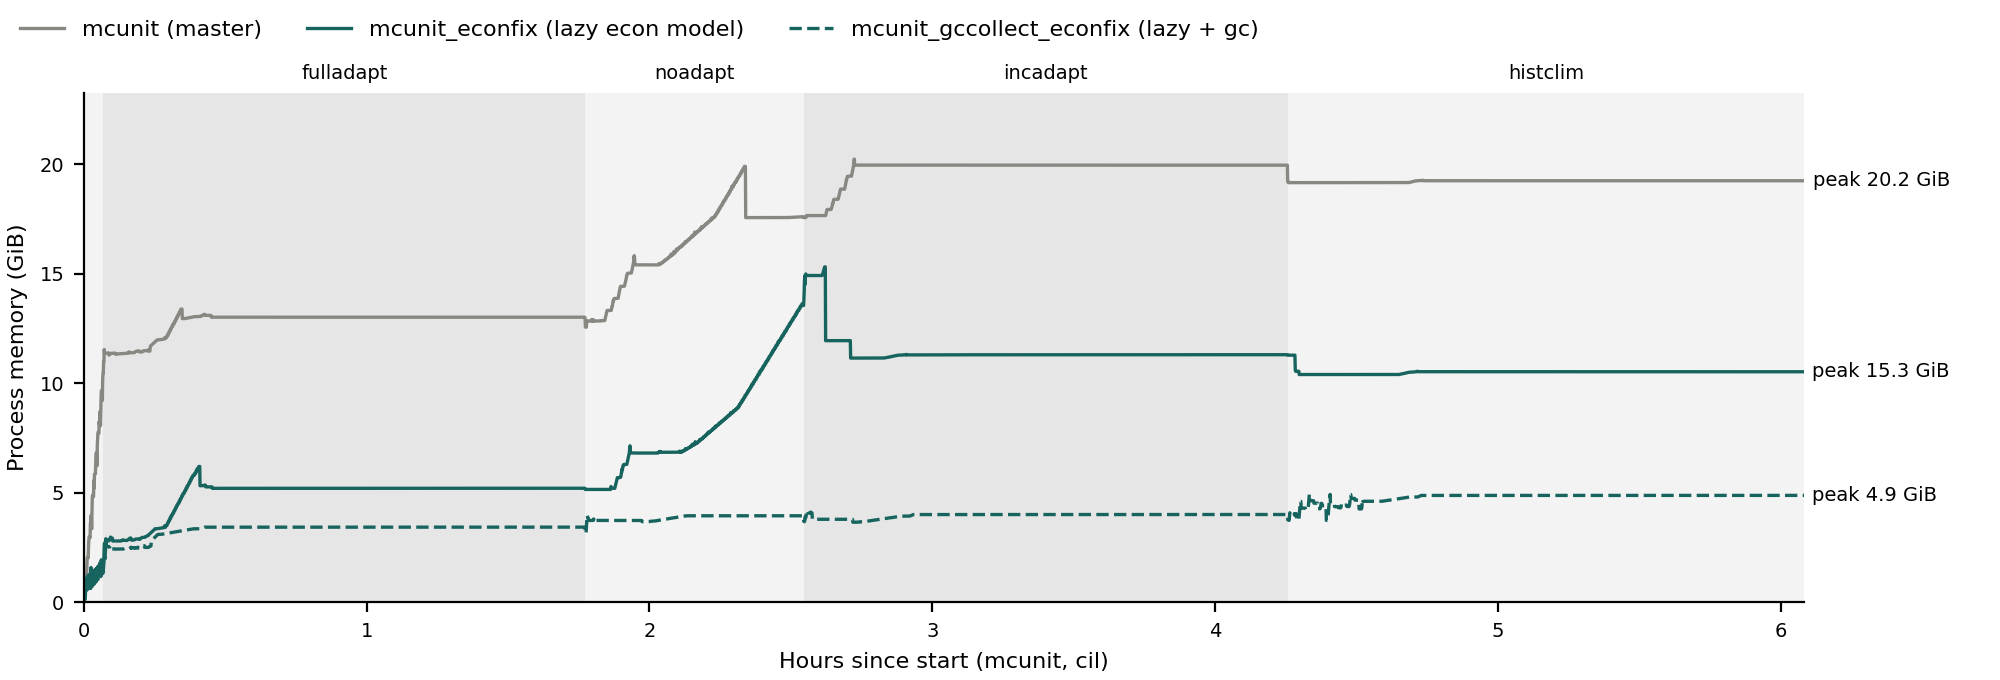 mcunit (master) mcunit_econfix (lazy econ model) mcunit_gccollect_econfix (lazy + gc)
fulladapt noadapt incadapt histclim
Process memory (GiB)
20
15
10
5
0
peak 20.2 GiB
peak 15.3 GiB
peak 4.9 GiB
0 1 2 3 4 5 6
Hours since start (mcunit, cil)